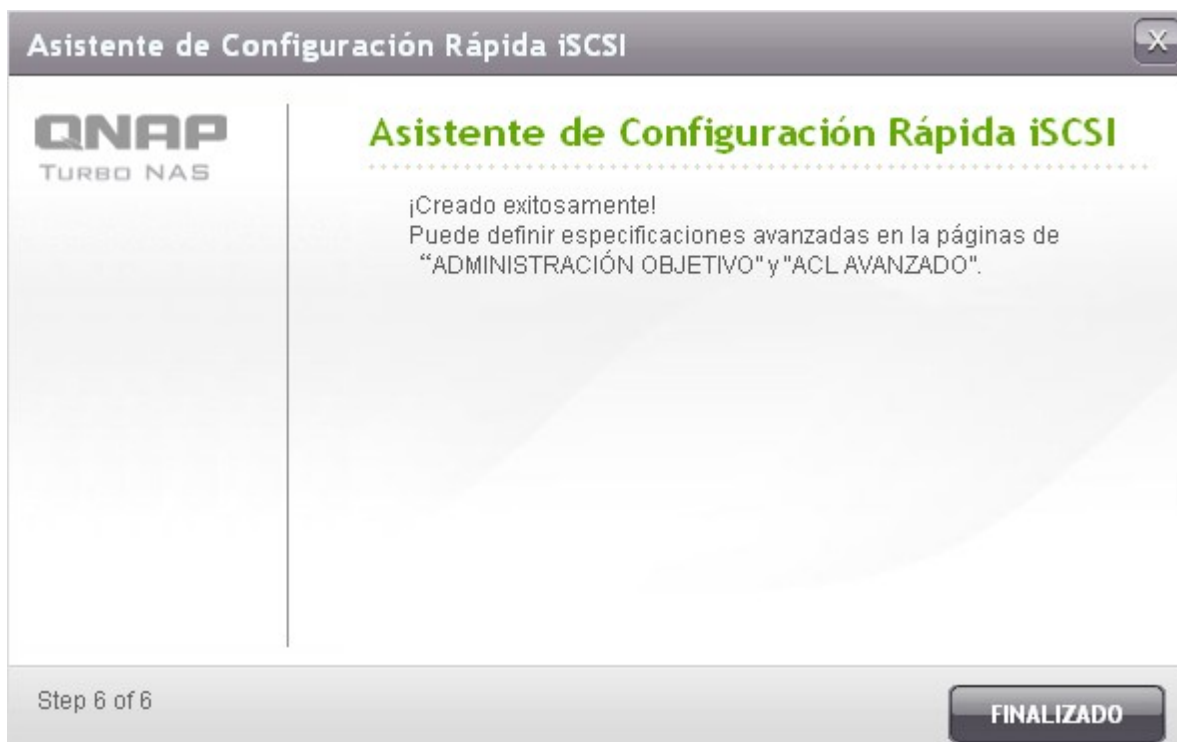 Asistente de Configuración Rápida iSCSI
X
QNAP
TURBO NAS
Asistente de Configuración Rápida iSCSI
¡Creado exitosamente!
Puede definir especificaciones avanzadas en la páginas de
“ADMINISTRACIÓN OBJETIVO" y "ACL AVANZADO".
Step 6 of 6
FINALIZADO